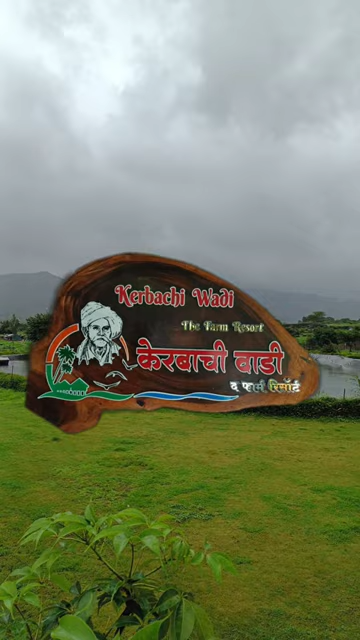 Kerbachi Wadi
The Farm Resort
केरबाची वाडी
द फार्म रिसॉर्ट